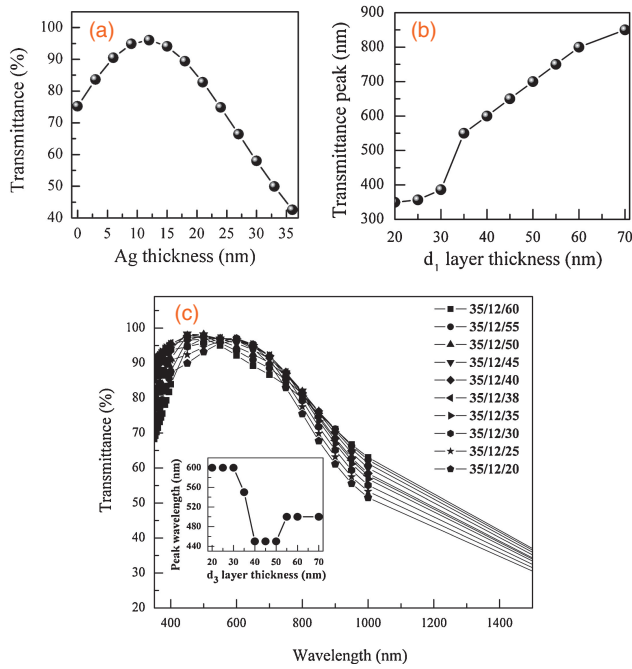 (a)
100
90
80
70
60
50
40
Transmittance (%)
0 5 10 15 20 25 30 35
Ag thickness (nm)
(b)
900
800
700
600
500
400
300
Transmittance peak (nm)
20 30 40 50 60 70
d1 layer thickness (nm)
(c)
110
100
90
80
70
60
50
40
30
20
Transmittance (%)
400 600 800 1000 1200 1400
Wavelength (nm)
35/12/60
35/12/55
35/12/50
35/12/45
35/12/40
35/12/38
35/12/35
35/12/30
35/12/25
35/12/20
600
560
520
480
440
Peak wavelength (nm)
20 30 40 50 60 70
d3 layer thickness (nm)